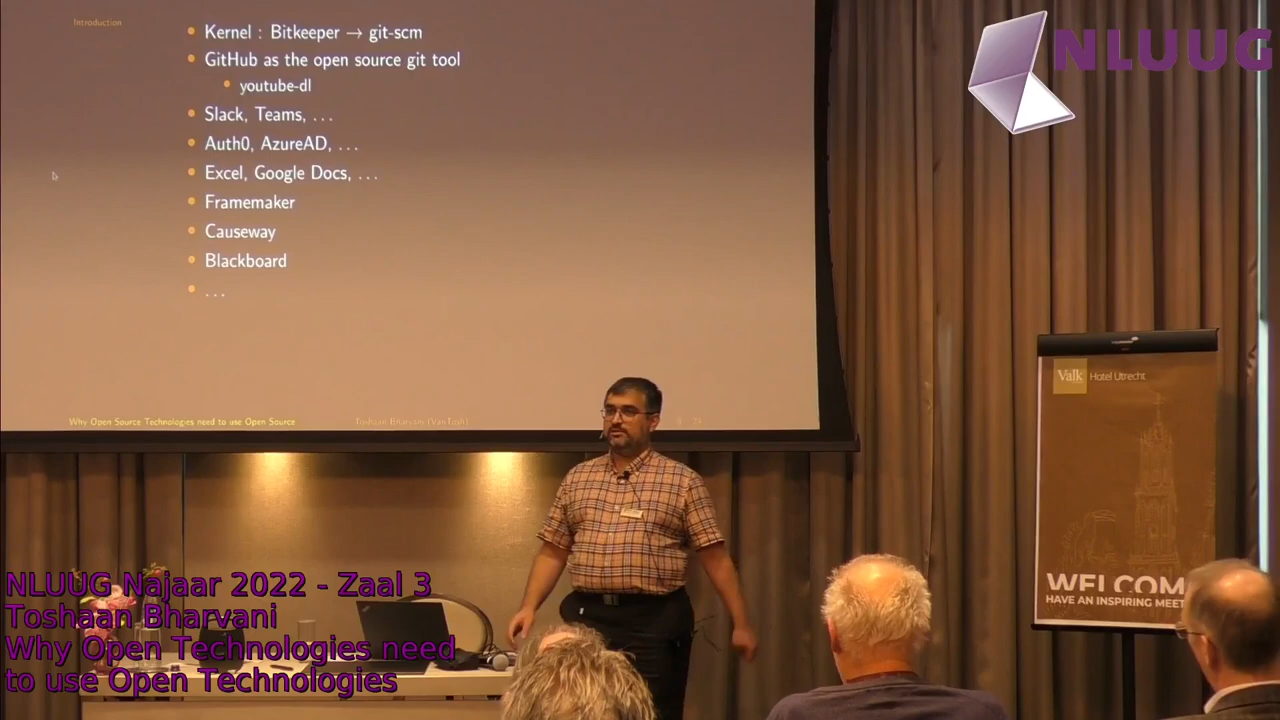 Introduction
• Kernel : Bitkeeper → git-scm
• GitHub as the open source git tool
• youtube-dl
• Slack, Teams, . . .
• Auth0, AzureAD, . . .
• Excel, Google Docs, . . .
• Framemaker
• Causeway
• Blackboard
• . . .
Why Open Source Technologies need to use Open Source
Toshaan Bharvani (VanTosh)
NLUUG
Valk
Hotel Utrecht
WELCOM
HAVE AN INSPIRING MEET
NLUUG Najaar 2022 - Zaal 3
Toshaan Bharvani
Why Open Technologies need
to use Open Technologies